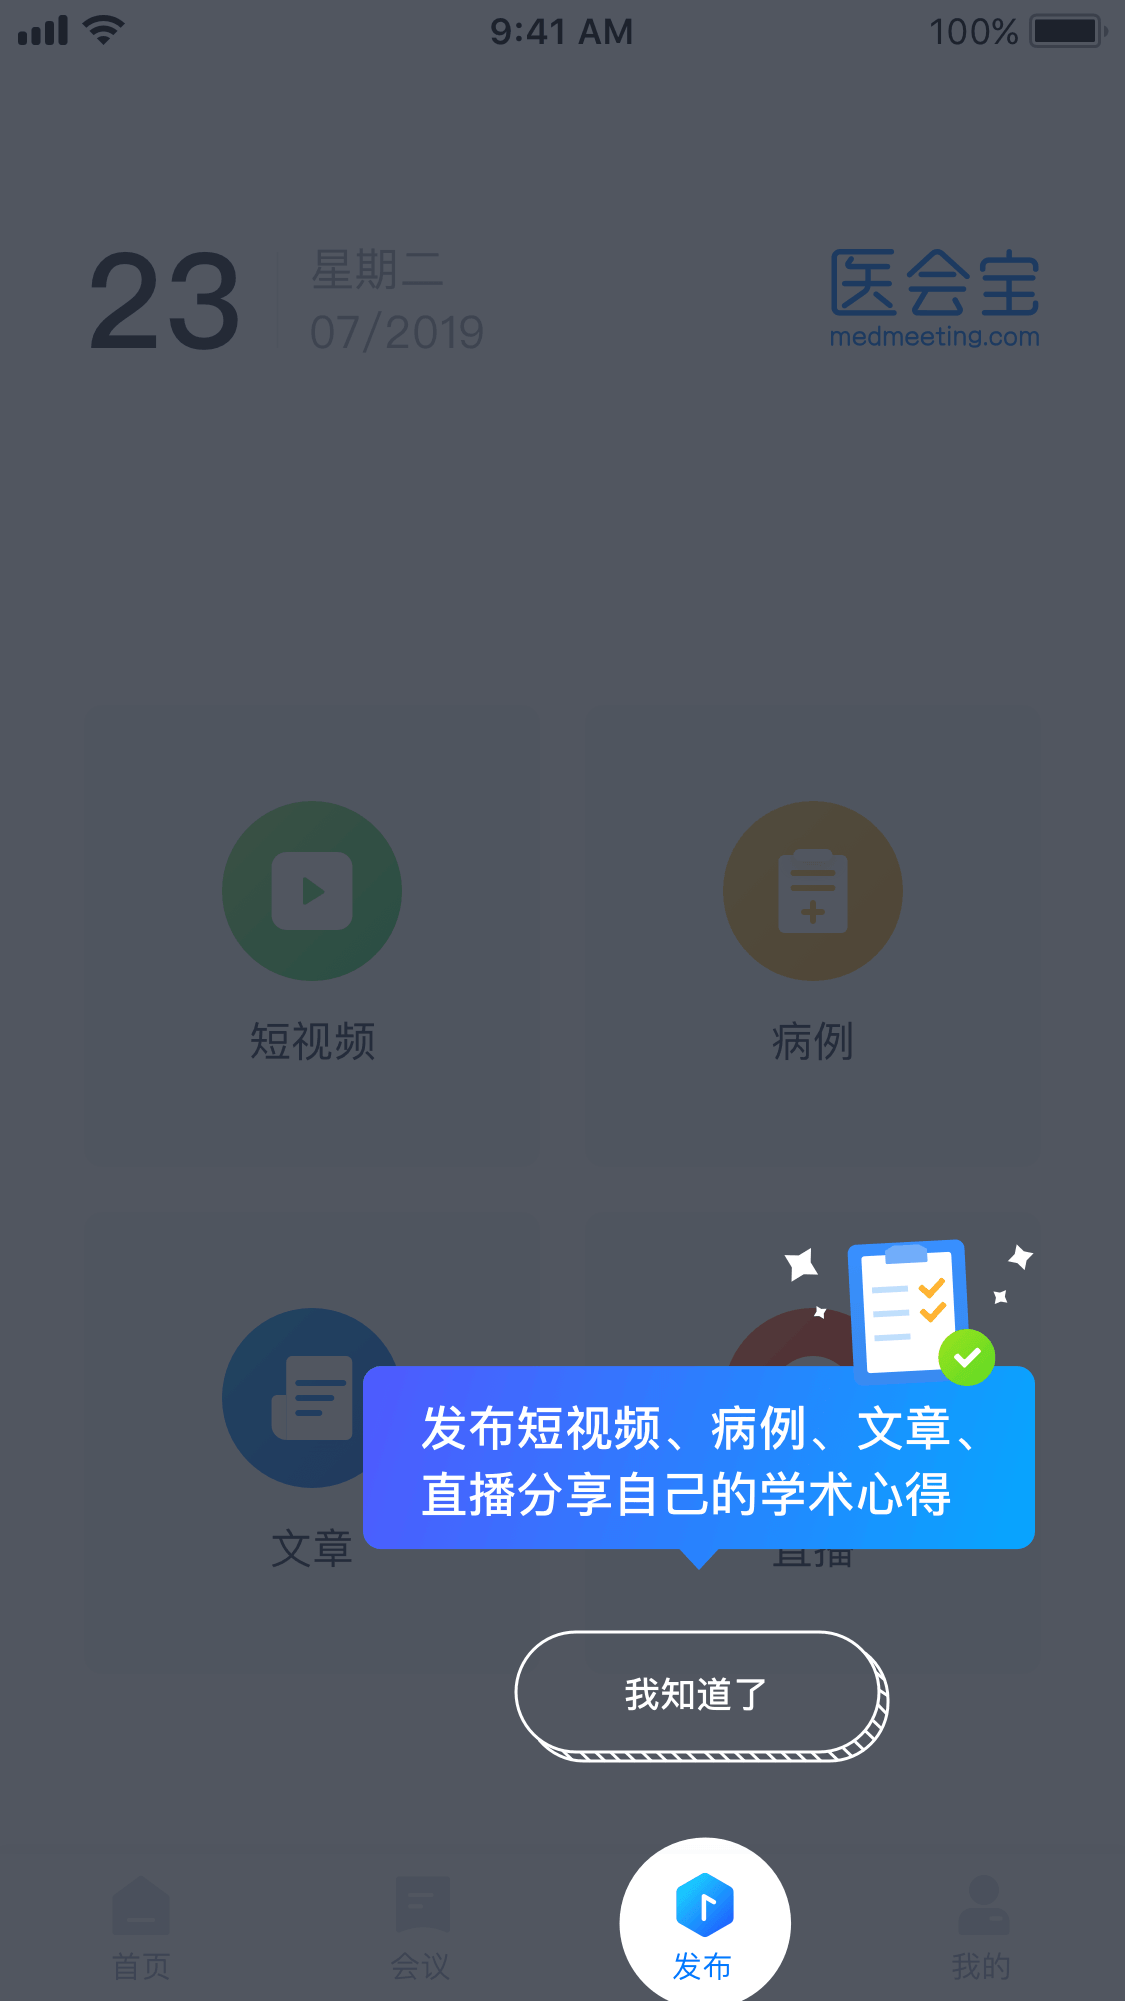 9:41 AM
100%
23
星期二
07/2019
医会宝
medmeeting.com
短视频
病例
发布短视频、病例、文章、
直播分享自己的学术心得
文章
直播
我知道了
首页
会议
发布
我的